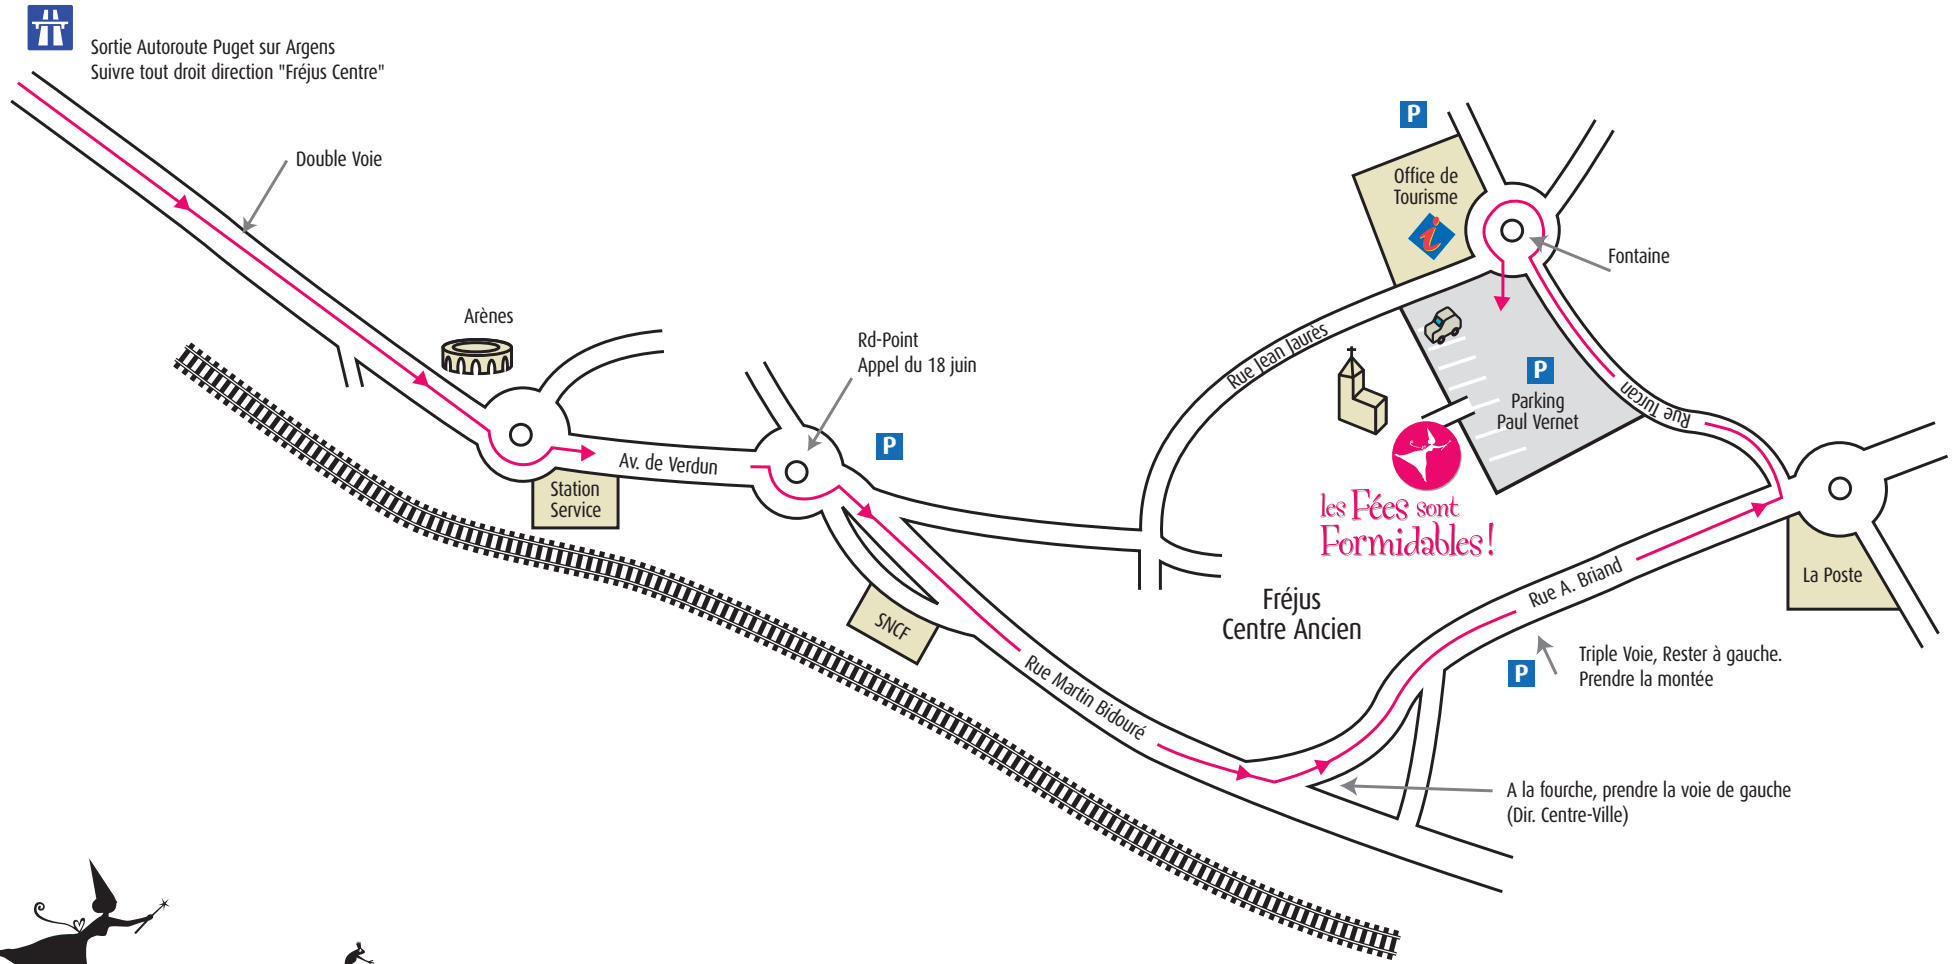 Sortie Autoroute Puget sur Argens
Suivre tout droit direction "Fréjus Centre"
Double Voie
Arènes
Rd-Point
Appel du 18 juin
P
Av. de Verdun
Station
Service
SNCF
Rue Martin Bidouré
P
Office de
Tourisme
i
Fontaine
Rue Jean Jaurès
P
Parking
Paul Vernet
Rue Turcan
les Fées sont
Formidables !
Fréjus
Centre Ancien
Rue A. Briand
La Poste
P
Triple Voie, Rester à gauche.
Prendre la montée
A la fourche, prendre la voie de gauche
(Dir. Centre-Ville)